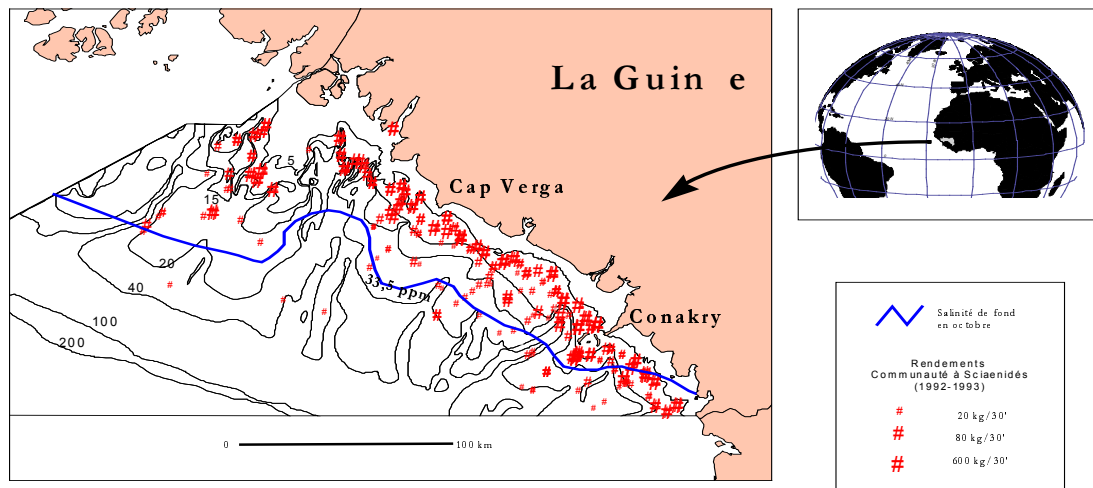 La Guin e
Cap Verga
Conakry
5
15
20
40
100
200
33,5 ppm
0 100 km
Salinité de fond
en octobre
Rendements
Communauté à Sciaenidés
(1992-1993)
# 20 kg/30'
# 80 kg/30'
# 600 kg/30'